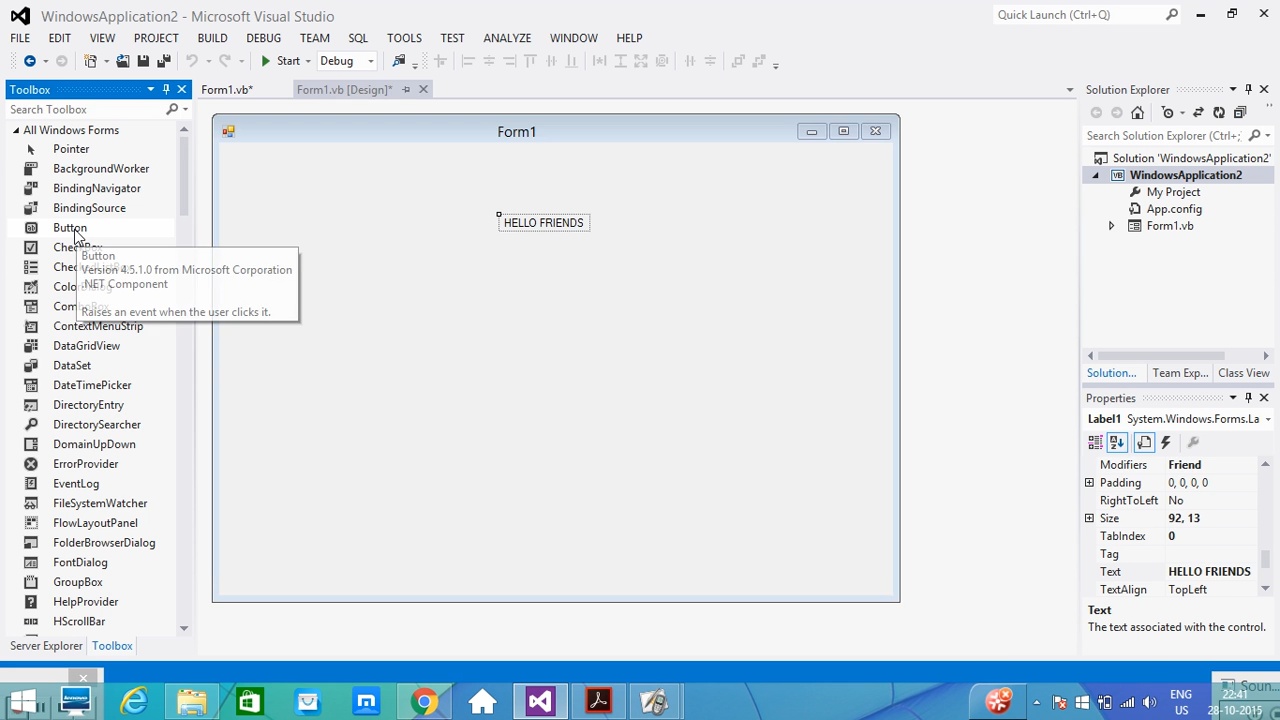 WindowsApplication2 - Microsoft Visual Studio
Quick Launch (Ctrl+Q)
FILE EDIT VIEW PROJECT BUILD DEBUG TEAM SQL TOOLS TEST ANALYZE WINDOW HELP
Start Debug
Toolbox
Search Toolbox
All Windows Forms
Pointer
BackgroundWorker
BindingNavigator
BindingSource
Button
Button
Version 4.5.1.0 from Microsoft Corporation
.NET Component
Raises an event when the user clicks it.
ContextMenuStrip
DataGridView
DataSet
DateTimePicker
DirectoryEntry
DirectorySearcher
DomainUpDown
ErrorProvider
EventLog
FileSystemWatcher
FlowLayoutPanel
FolderBrowserDialog
FontDialog
GroupBox
HelpProvider
HScrollBar
Server Explorer Toolbox
Form1.vb* Form1.vb [Design]*
Form1
HELLO FRIENDS
Solution Explorer
Search Solution Explorer (Ctrl+;
Solution 'WindowsApplication2'
WindowsApplication2
My Project
App.config
Form1.vb
Solution... Team Exp... Class View
Properties
Label1 System.Windows.Forms.La
Modifiers Friend
Padding 0, 0, 0, 0
RightToLeft No
Size 92, 13
TabIndex 0
Tag
Text HELLO FRIENDS
TextAlign TopLeft
Text
The text associated with the control.
ENG
US
22:41
28-10-2015